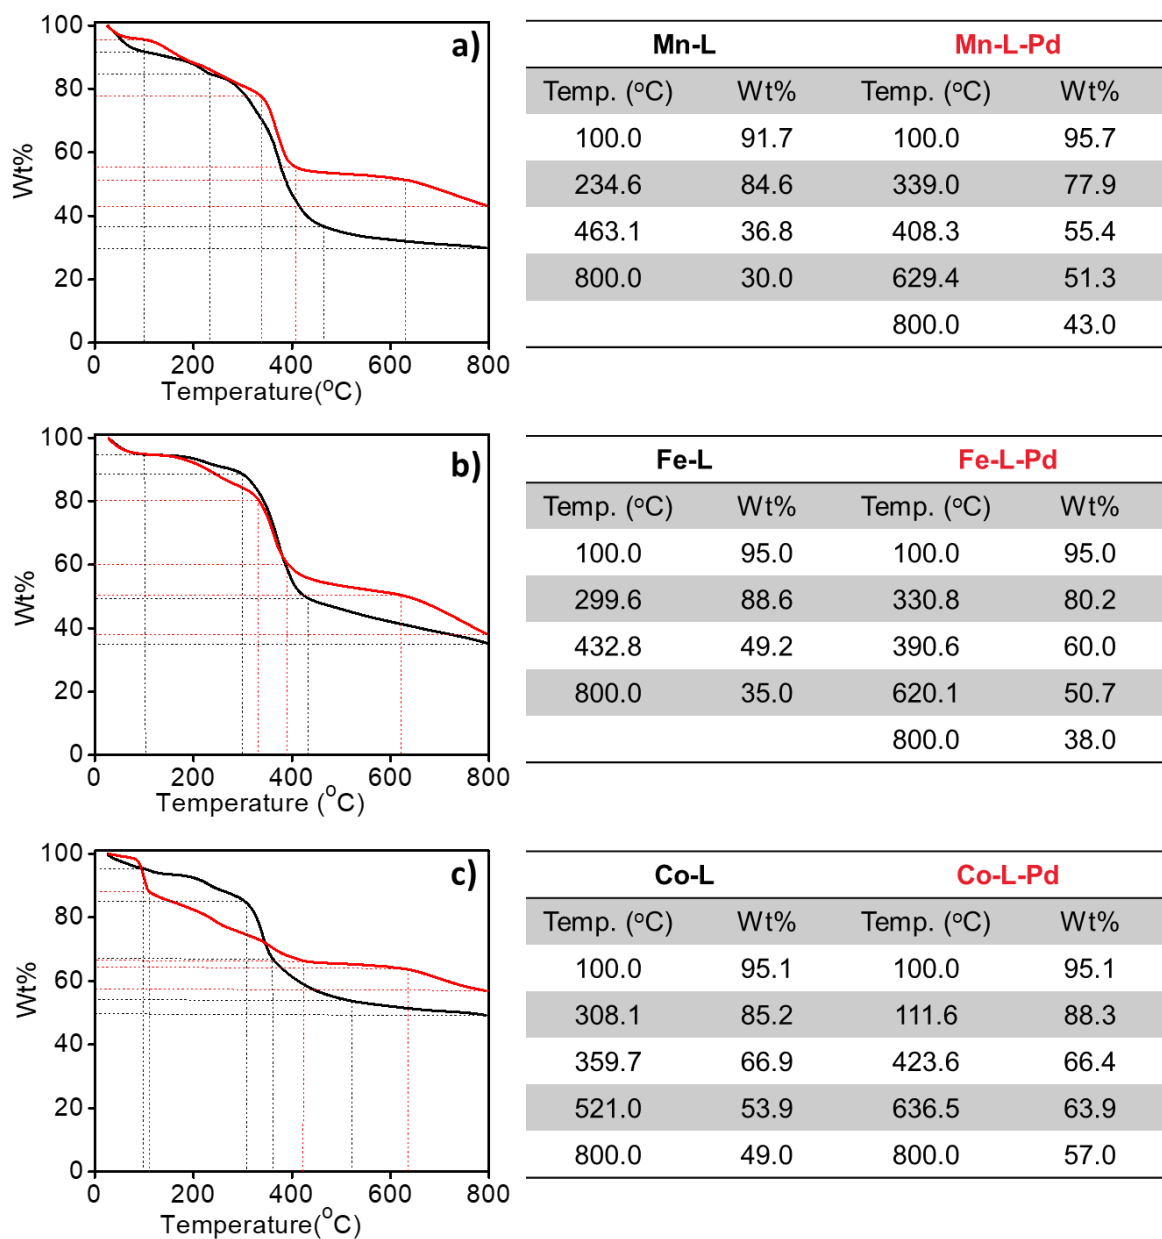 a)
Wt%
100
80
60
40
20
0
0 200 400 600 800
Temperature(°C)
Mn-L Mn-L-Pd
Temp. (°C) Wt% Temp. (°C) Wt%
100.0 91.7 100.0 95.7
234.6 84.6 339.0 77.9
463.1 36.8 408.3 55.4
800.0 30.0 629.4 51.3
800.0 43.0
b)
Wt%
100
80
60
40
20
0
0 200 400 600 800
Temperature (°C)
Fe-L Fe-L-Pd
Temp. (°C) Wt% Temp. (°C) Wt%
100.0 95.0 100.0 95.0
299.6 88.6 330.8 80.2
432.8 49.2 390.6 60.0
800.0 35.0 620.1 50.7
800.0 38.0
c)
Wt%
100
80
60
40
20
0
0 200 400 600 800
Temperature(°C)
Co-L Co-L-Pd
Temp. (°C) Wt% Temp. (°C) Wt%
100.0 95.1 100.0 95.1
308.1 85.2 111.6 88.3
359.7 66.9 423.6 66.4
521.0 53.9 636.5 63.9
800.0 49.0 800.0 57.0